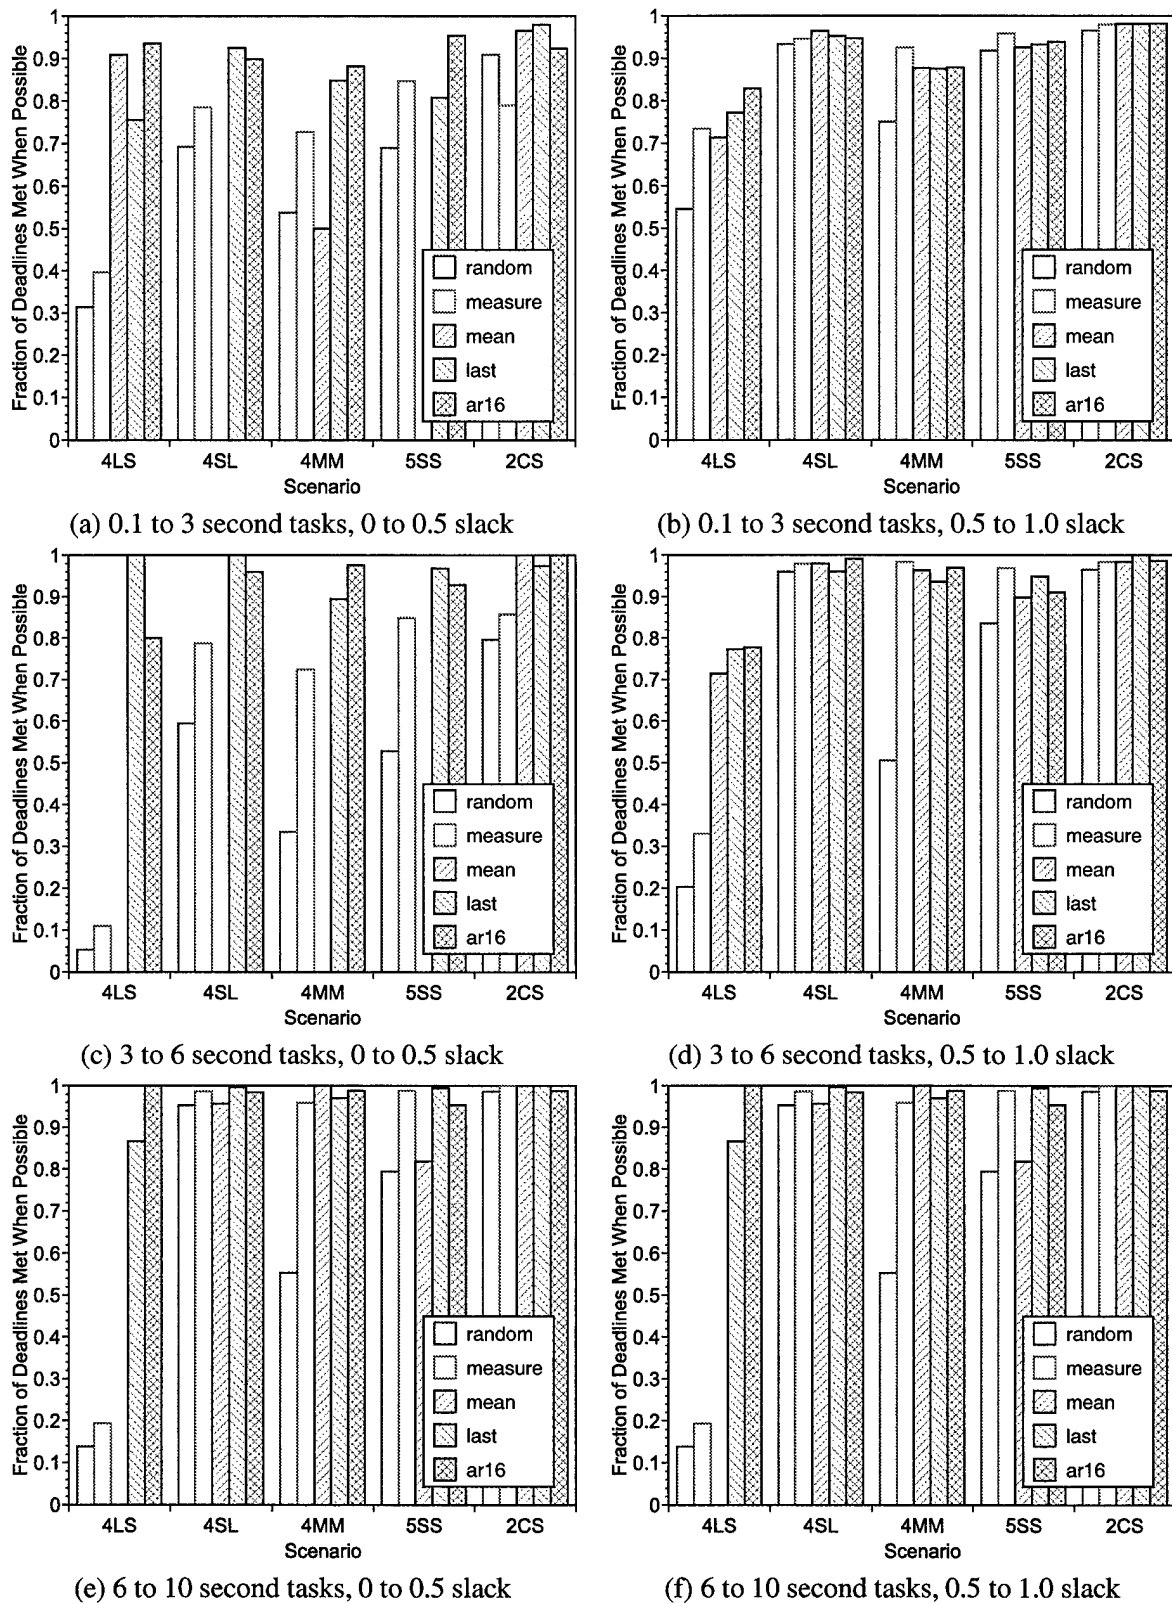 Fraction of Deadlines Met When Possible
1
0.9
0.8
0.7
0.6
0.5
0.4
0.3
0.2
0.1
0
random
measure
mean
last
ar16
4LS 4SL 4MM 5SS 2CS
Scenario
(a) 0.1 to 3 second tasks, 0 to 0.5 slack
Fraction of Deadlines Met When Possible
1
0.9
0.8
0.7
0.6
0.5
0.4
0.3
0.2
0.1
0
random
measure
mean
last
ar16
4LS 4SL 4MM 5SS 2CS
Scenario
(b) 0.1 to 3 second tasks, 0.5 to 1.0 slack
Fraction of Deadlines Met When Possible
1
0.9
0.8
0.7
0.6
0.5
0.4
0.3
0.2
0.1
0
random
measure
mean
last
ar16
4LS 4SL 4MM 5SS 2CS
Scenario
(c) 3 to 6 second tasks, 0 to 0.5 slack
Fraction of Deadlines Met When Possible
1
0.9
0.8
0.7
0.6
0.5
0.4
0.3
0.2
0.1
0
random
measure
mean
last
ar16
4LS 4SL 4MM 5SS 2CS
Scenario
(d) 3 to 6 second tasks, 0.5 to 1.0 slack
Fraction of Deadlines Met When Possible
1
0.9
0.8
0.7
0.6
0.5
0.4
0.3
0.2
0.1
0
random
measure
mean
last
ar16
4LS 4SL 4MM 5SS 2CS
Scenario
(e) 6 to 10 second tasks, 0 to 0.5 slack
Fraction of Deadlines Met When Possible
1
0.9
0.8
0.7
0.6
0.5
0.4
0.3
0.2
0.1
0
random
measure
mean
last
ar16
4LS 4SL 4MM 5SS 2CS
Scenario
(f) 6 to 10 second tasks, 0.5 to 1.0 slack